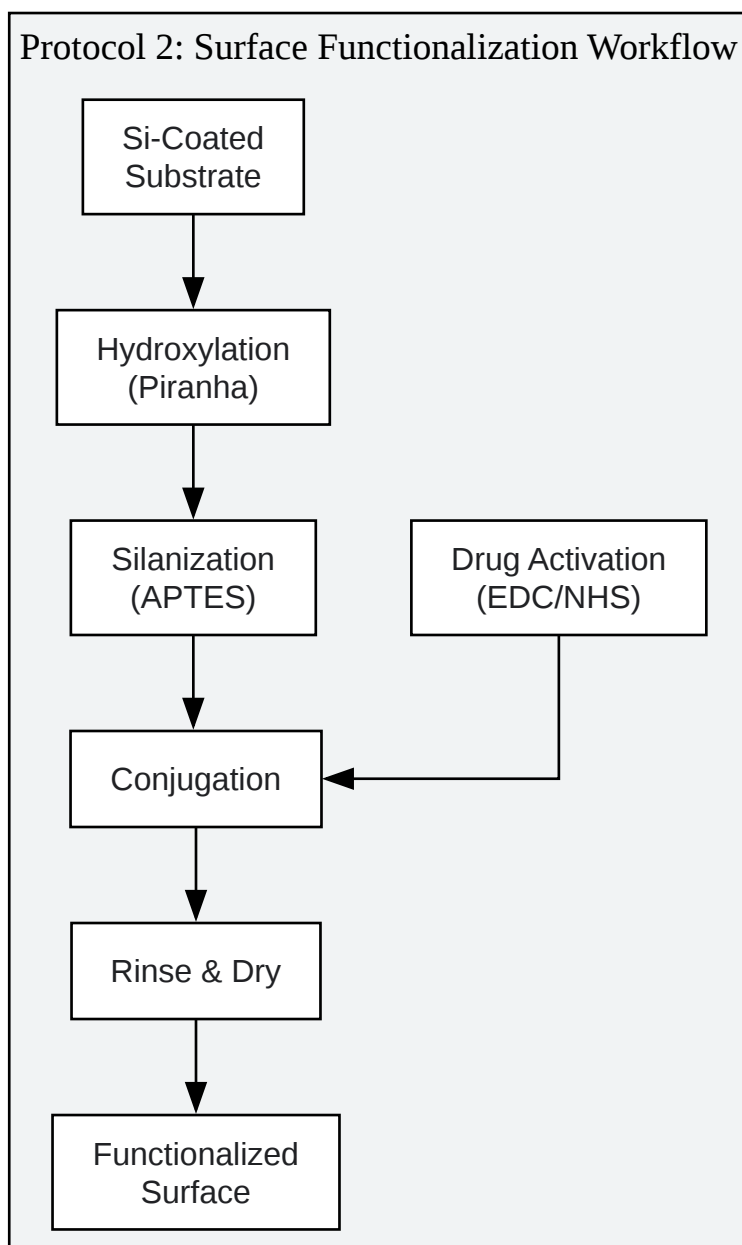 Protocol 2: Surface Functionalization Workflow
Si-Coated
Substrate
Hydroxylation
(Piranha)
Silanization
(APTES)
Drug Activation
(EDC/NHS)
Conjugation
Rinse & Dry
Functionalized
Surface